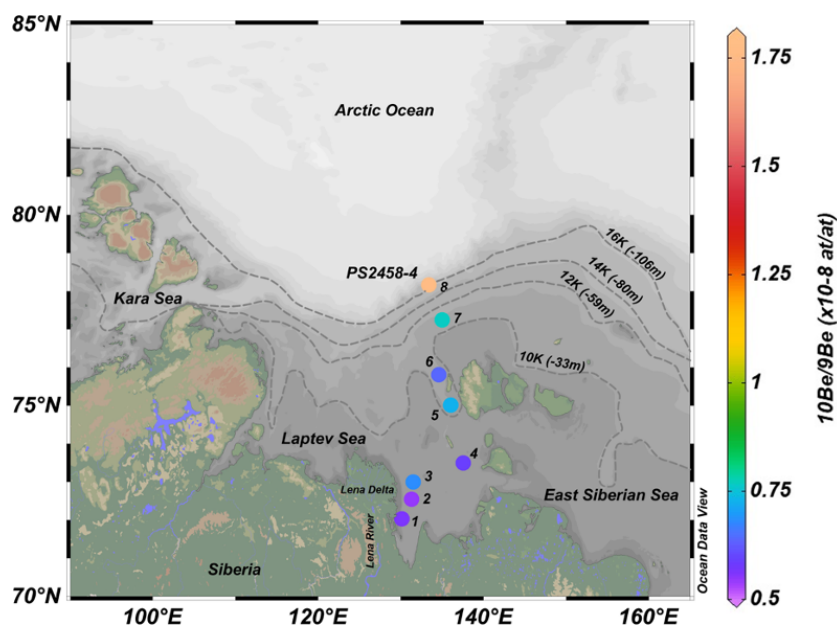 85°N
80°N
75°N
70°N
100°E
120°E
140°E
160°E
Arctic Ocean
16K (-106m)
14K (-80m)
12K (-59m)
10K (-33m)
PS2458-4
8
Kara Sea
7
6
5
Laptev Sea
4
3
Lena Delta
2
East Siberian Sea
1
Lena River
Siberia
Ocean Data View
1.75
1.5
1.25
1
0.75
0.5
10Be/9Be (x10-8 at/at)